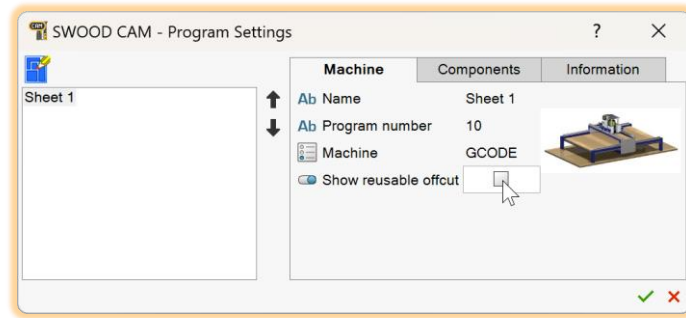 CAM SWOOD CAM - Program Settings ?
Machine Components Information
Sheet 1
Ab Name Sheet 1
Ab Program number 10
Machine GCODE
Show reusable offcut